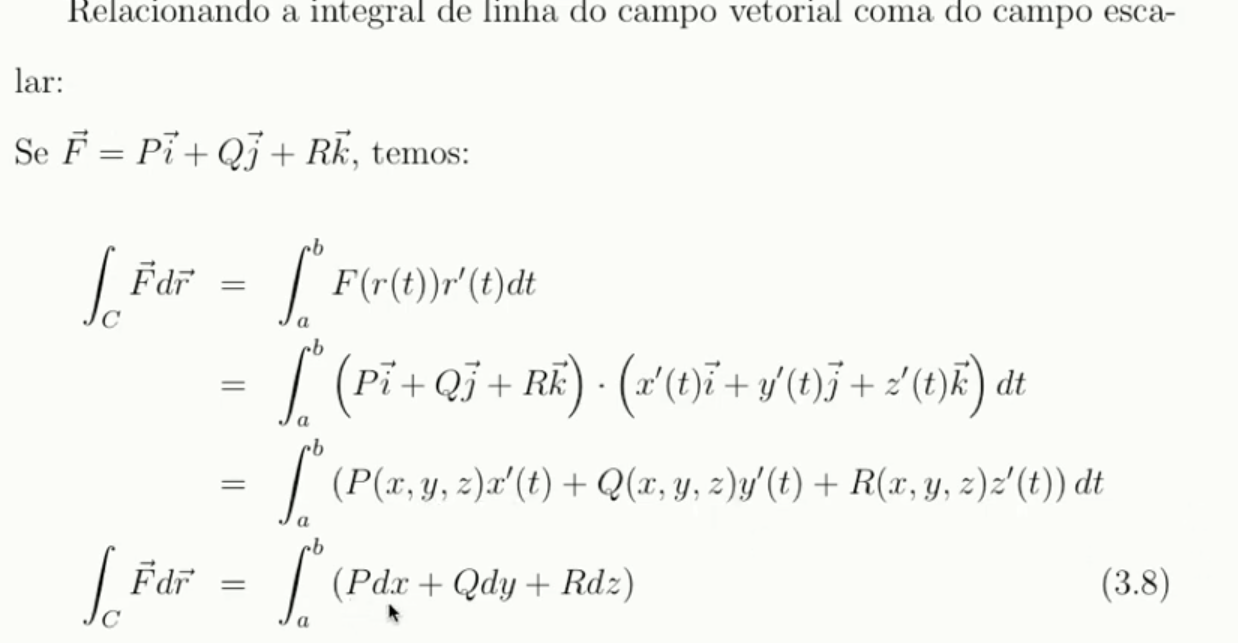 Relacionando a integral de linha do campo vetorial coma do campo esca-
lar:
Se $\vec{F} = P\vec{i} + Q\vec{j} + R\vec{k}$, temos:
$\int_C \vec{F}d\vec{r} = \int_a^b F(r(t))r'(t)dt$
$= \int_a^b \left(P\vec{i} + Q\vec{j} + R\vec{k}\right) \cdot \left(x'(t)\vec{i} + y'(t)\vec{j} + z'(t)\vec{k}\right) dt$
$= \int_a^b (P(x, y, z)x'(t) + Q(x, y, z)y'(t) + R(x, y, z)z'(t)) \, dt$
$\int_C \vec{F}d\vec{r} = \int_a^b (Pdx + Qdy + Rdz)$ (3.8)